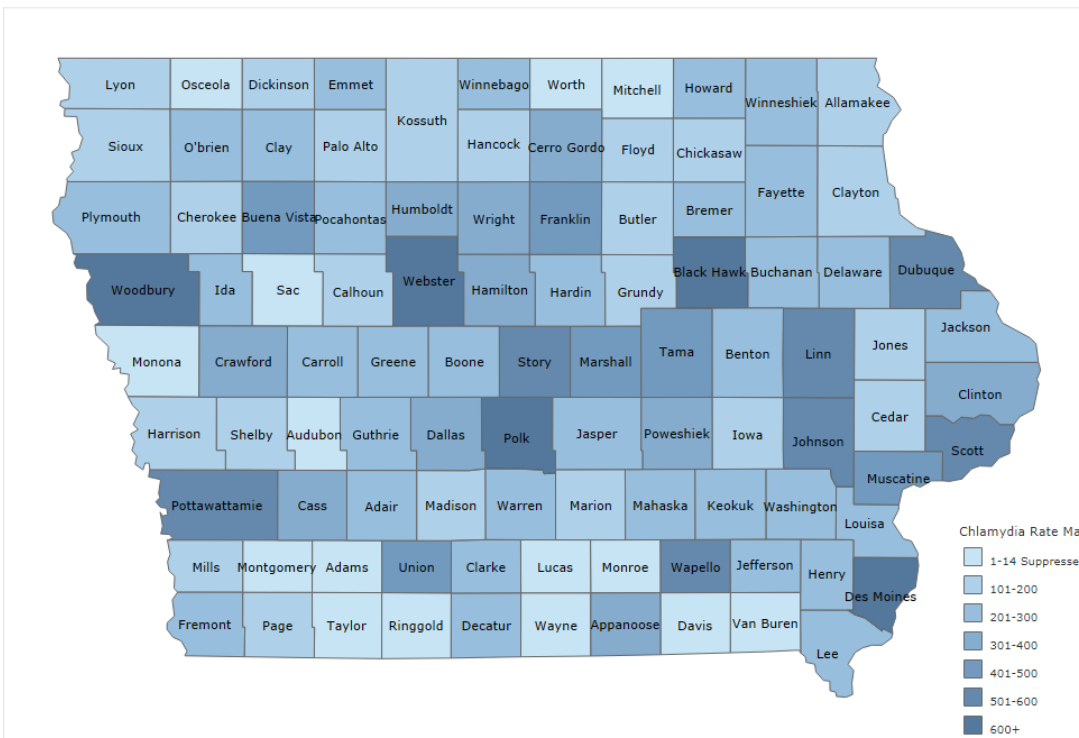 Lyon
Osceola
Dickinson
Emmet
Kossuth
Winnebago
Worth
Mitchell
Howard
Winneshiek
Allamakee
Sioux
O'brien
Clay
Palo Alto
Hancock
Cerro Gordo
Floyd
Chickasaw
Plymouth
Cherokee
Buena Vista
Pocahontas
Humboldt
Wright
Franklin
Butler
Bremer
Fayette
Clayton
Woodbury
Ida
Sac
Calhoun
Webster
Hamilton
Hardin
Grundy
Black Hawk
Buchanan
Delaware
Dubuque
Monona
Crawford
Carroll
Greene
Boone
Story
Marshall
Tama
Benton
Linn
Jones
Jackson
Clinton
Harrison
Shelby
Audubon
Guthrie
Dallas
Polk
Jasper
Poweshiek
Iowa
Johnson
Cedar
Scott
Muscatine
Pottawattamie
Cass
Adair
Madison
Warren
Marion
Mahaska
Keokuk
Washington
Louisa
Mills
Montgomery
Adams
Union
Clarke
Lucas
Monroe
Wapello
Jefferson
Henry
Des Moines
Fremont
Page
Taylor
Ringgold
Decatur
Wayne
Appanoose
Davis
Van Buren
Lee
Chlamydia Rate Ma
1-14 Suppresse
101-200
201-300
301-400
401-500
501-600
600+